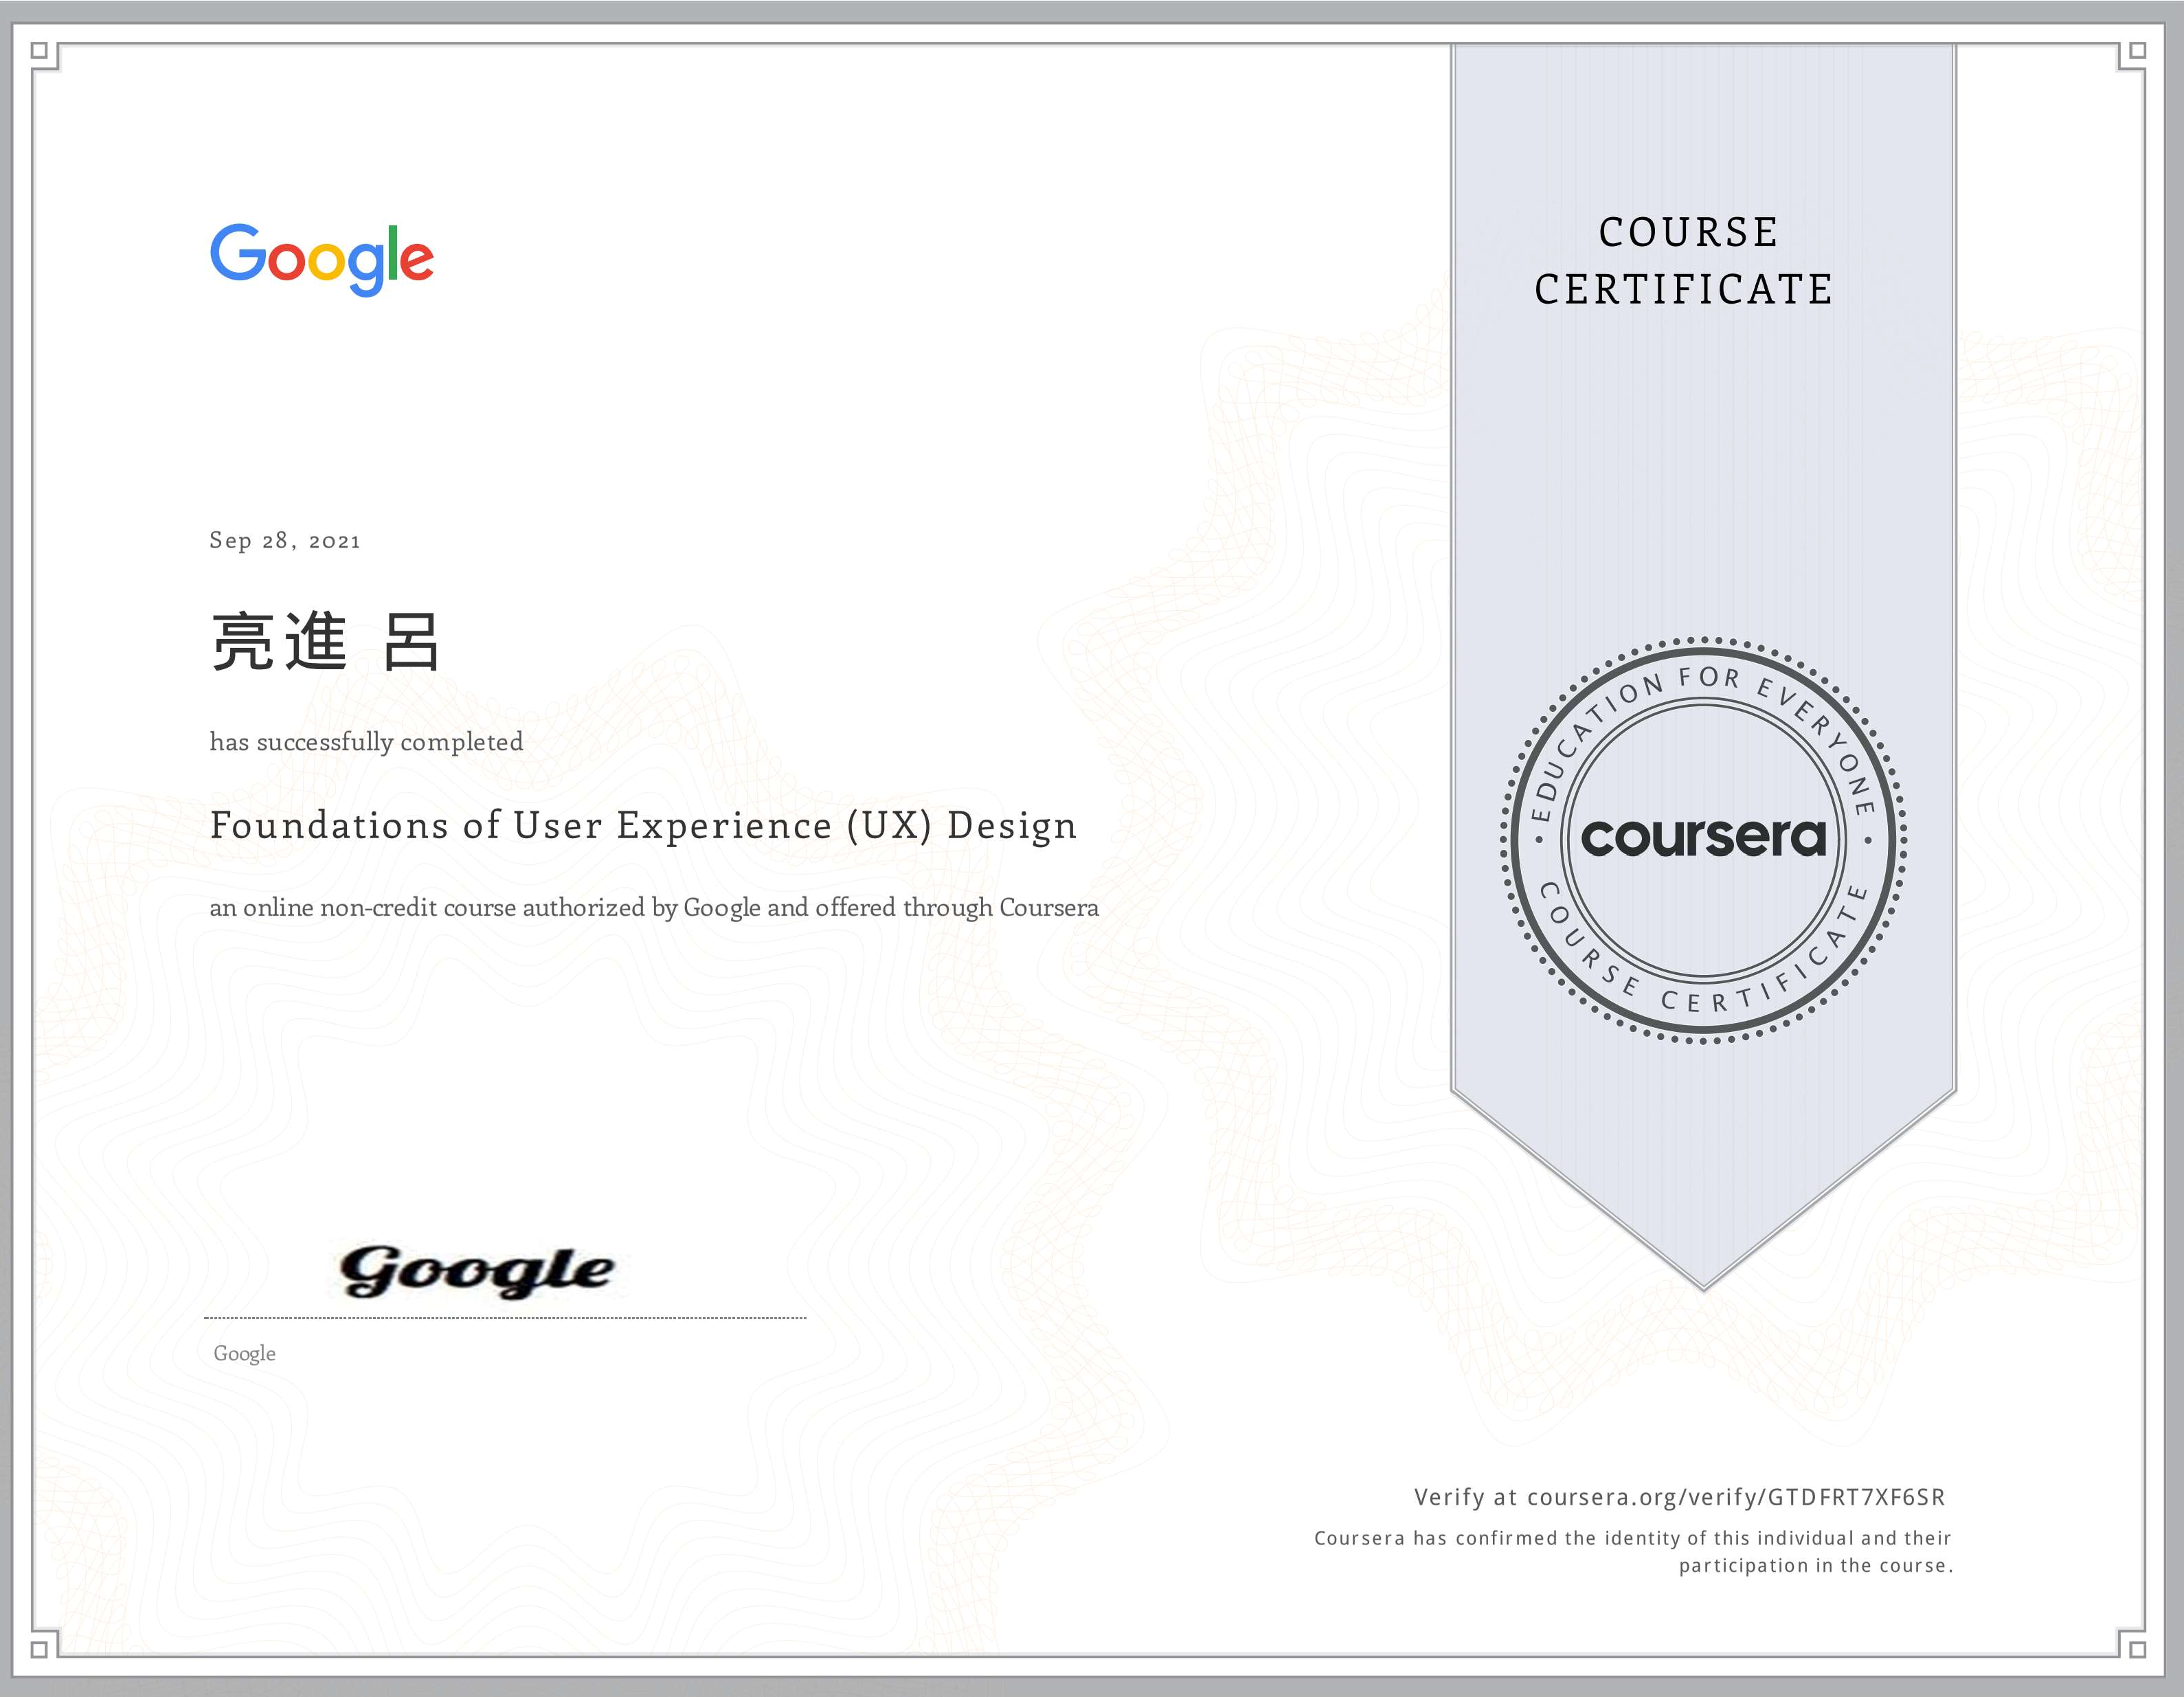 Google
COURSE
CERTIFICATE
Sep 28, 2021
亮進 呂
has successfully completed
Foundations of User Experience (UX) Design
an online non-credit course authorized by Google and offered through Coursera
EDUCATION FOR EVERYONE
coursera
COURSE CERTIFICATE
Google
Google
Verify at coursera.org/verify/GTDFRT7XF6SR
Coursera has confirmed the identity of this individual and their
participation in the course.